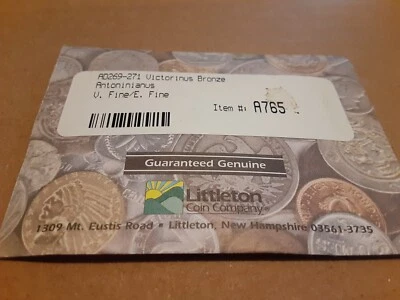 AD269-271 Victorinus Bronze
Antoninianus
V. Fine/E. Fine
Item #: A765
Guaranteed Genuine
Littleton
Coin Company
1309 Mt. Eustis Road • Littleton, New Hampshire 03561-3735